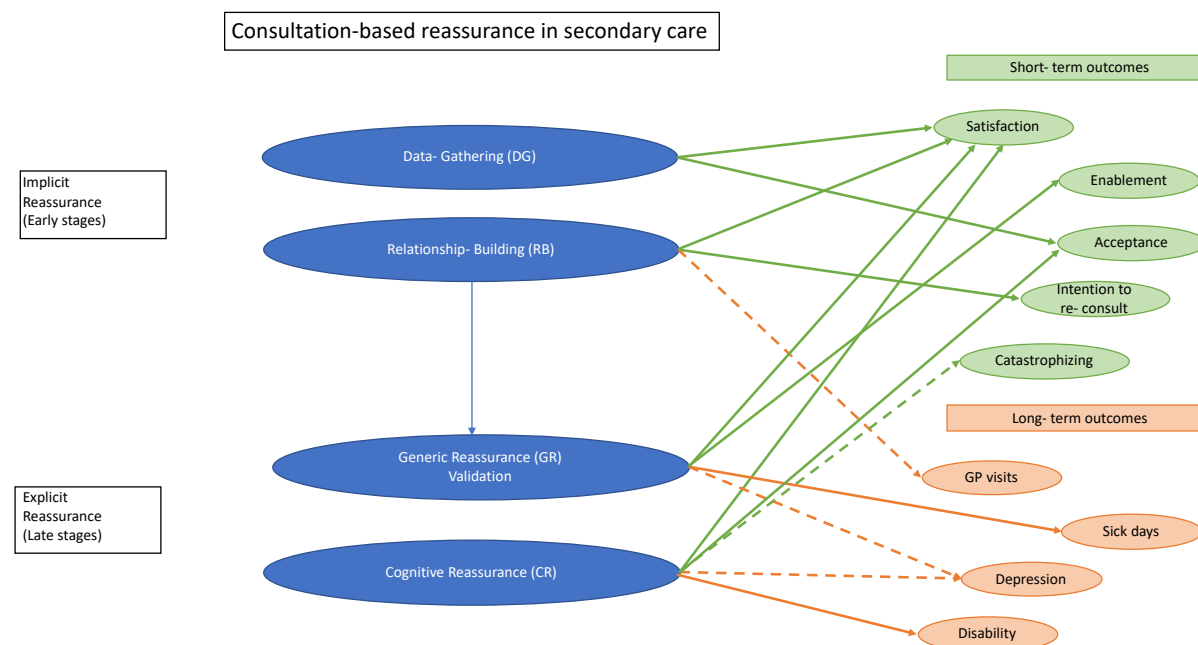 Consultation-based reassurance in secondary care
Short- term outcomes
Satisfaction
Data- Gathering (DG)
Enablement
Implicit
Reassurance
(Early stages)
Relationship- Building (RB)
Acceptance
Intention to
re- consult
Catastrophizing
Long- term outcomes
Generic Reassurance (GR)
Validation
GP visits
Explicit
Reassurance
(Late stages)
Sick days
Cognitive Reassurance (CR)
Depression
Disability